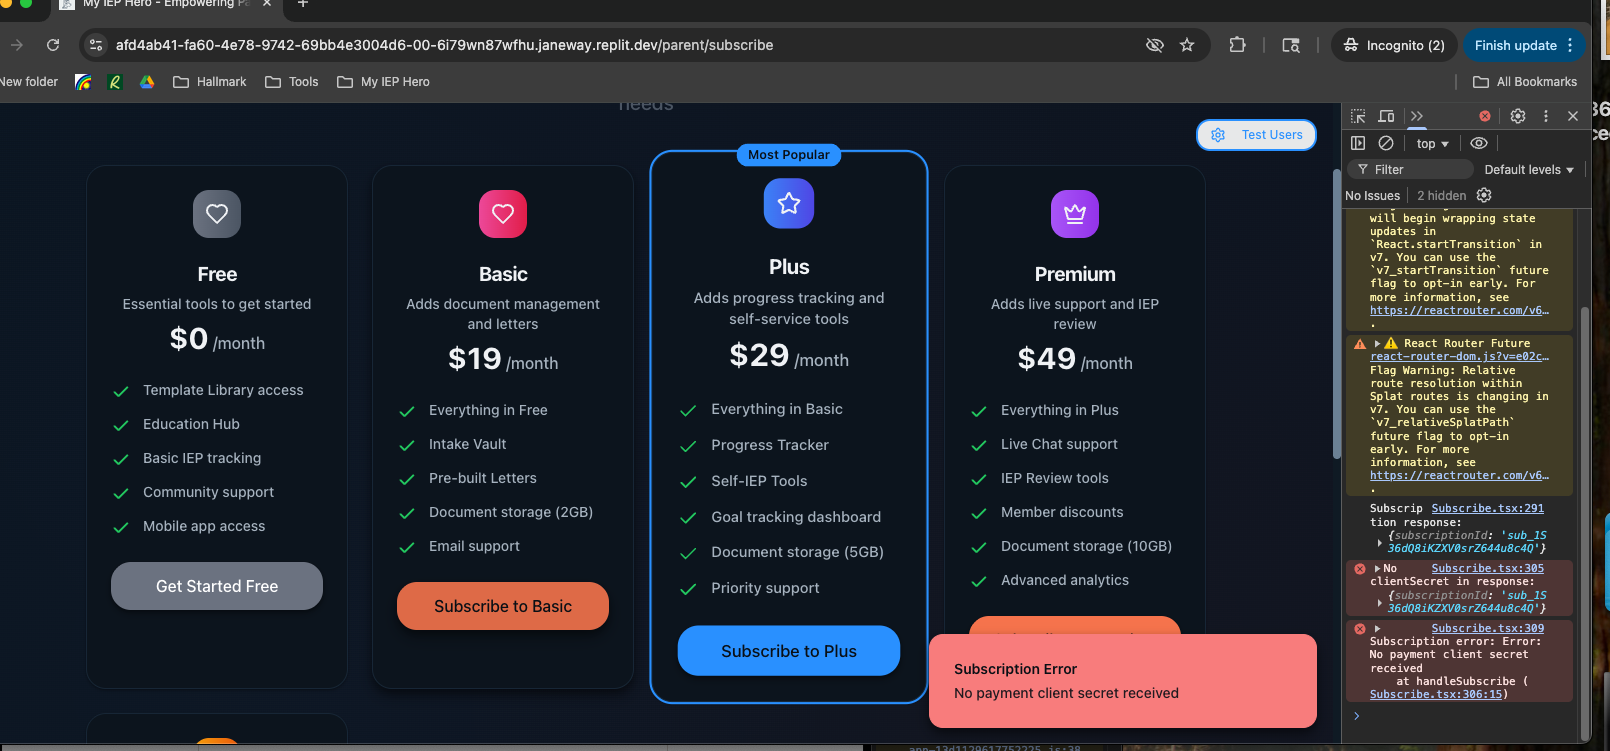 My IEP Hero - Empowering Pa
afd4ab41-fa60-4e78-9742-69bb4e3004d6-00-6i79wn87wfhu.janeway.replit.dev/parent/subscribe
Incognito (2)
Finish update
New folder
Hallmark
Tools
My IEP Hero
All Bookmarks
needs
Test Users
Free
Essential tools to get started
$0 /month
Template Library access
Education Hub
Basic IEP tracking
Community support
Mobile app access
Get Started Free
Basic
Adds document management
and letters
$19 /month
Everything in Free
Intake Vault
Pre-built Letters
Document storage (2GB)
Email support
Subscribe to Basic
Most Popular
Plus
Adds progress tracking and
self-service tools
$29 /month
Everything in Basic
Progress Tracker
Self-IEP Tools
Goal tracking dashboard
Document storage (5GB)
Priority support
Subscribe to Plus
Premium
Adds live support and IEP
review
$49 /month
Everything in Plus
Live Chat support
IEP Review tools
Member discounts
Document storage (10GB)
Advanced analytics
Subscription Error
No payment client secret received
top
Filter
Default levels
No Issues
2 hidden
will begin wrapping state
updates in
`React.startTransition` in
v7. You can use the
`v7_startTransition` future
flag to opt-in early. For
more information, see
https://reactrouter.com/v6…
.
React Router Future
react-router-dom.js?v=e02c…
Flag Warning: Relative
route resolution within
Splat routes is changing in
v7. You can use the
`v7_relativeSplatPath`
future flag to opt-in
early. For more
information, see
https://reactrouter.com/v6…
.
Subscrip Subscribe.tsx:291
tion response:
{subscriptionId: 'sub_1S
36dQ8iKZXV0srZ644u8c4Q'}
No Subscribe.tsx:305
clientSecret in response:
{subscriptionId: 'sub_1S
36dQ8iKZXV0srZ644u8c4Q'}
Subscribe.tsx:309
Subscription error: Error:
No payment client secret
received
at handleSubscribe (
Subscribe.tsx:306:15)